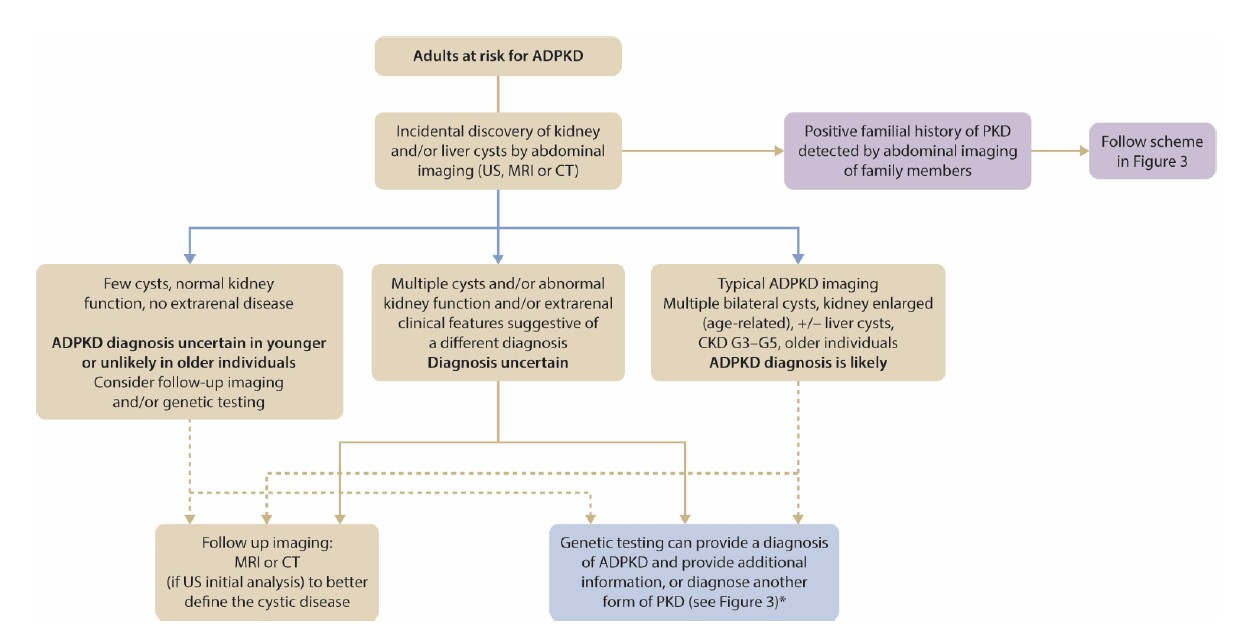 Adults at risk for ADPKD
Incidental discovery of kidney
and/or liver cysts by abdominal
imaging (US, MRI or CT)
Positive familial history of PKD
detected by abdominal imaging
of family members
Follow scheme
in Figure 3
Few cysts, normal kidney
function, no extrarenal disease
ADPKD diagnosis uncertain in younger
or unlikely in older individuals
Consider follow-up imaging
and/or genetic testing
Multiple cysts and/or abnormal
kidney function and/or extrarenal
clinical features suggestive of
a different diagnosis
Diagnosis uncertain
Typical ADPKD imaging
Multiple bilateral cysts, kidney enlarged
(age-related), +/– liver cysts,
CKD G3–G5, older individuals
ADPKD diagnosis is likely
Follow up imaging:
MRI or CT
(if US initial analysis) to better
define the cystic disease
Genetic testing can provide a diagnosis
of ADPKD and provide additional
information, or diagnose another
form of PKD (see Figure 3)*